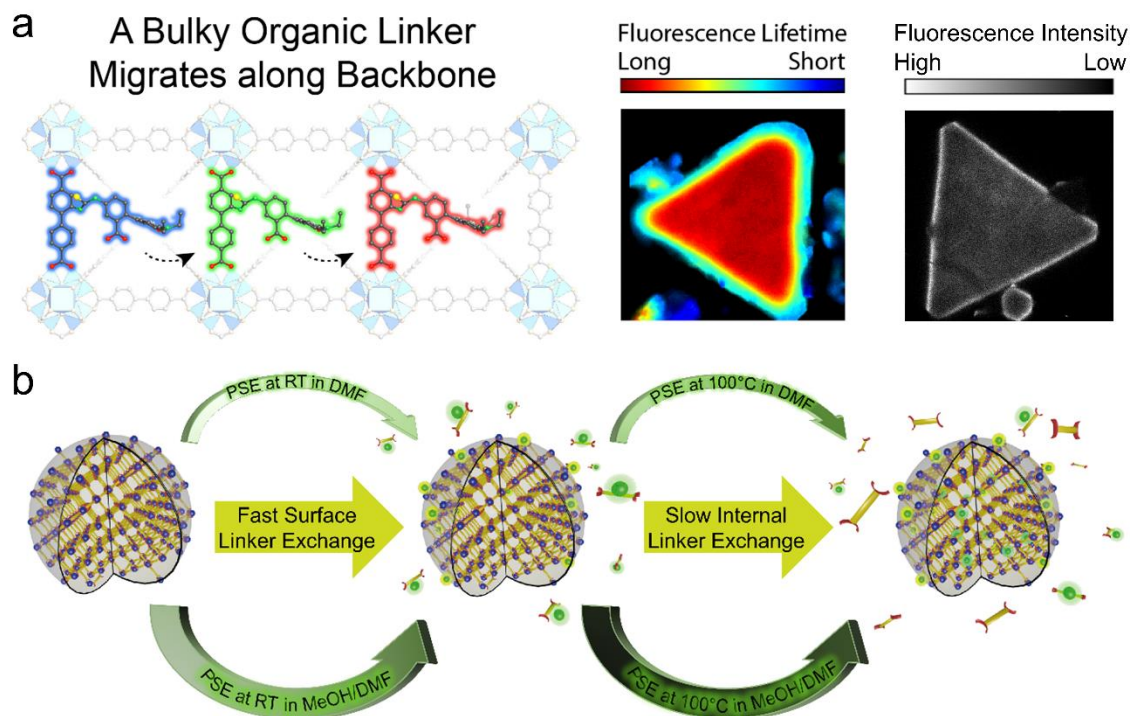 a
A Bulky Organic Linker
Migrates along Backbone
Fluorescence Lifetime
Long Short
Fluorescence Intensity
High Low
b
PSE at RT in DMF
PSE at 100°C in DMF
Fast Surface
Linker Exchange
Slow Internal
Linker Exchange
PSE at RT in MeOH/DMF
PSE at 100°C in MeOH/DMF